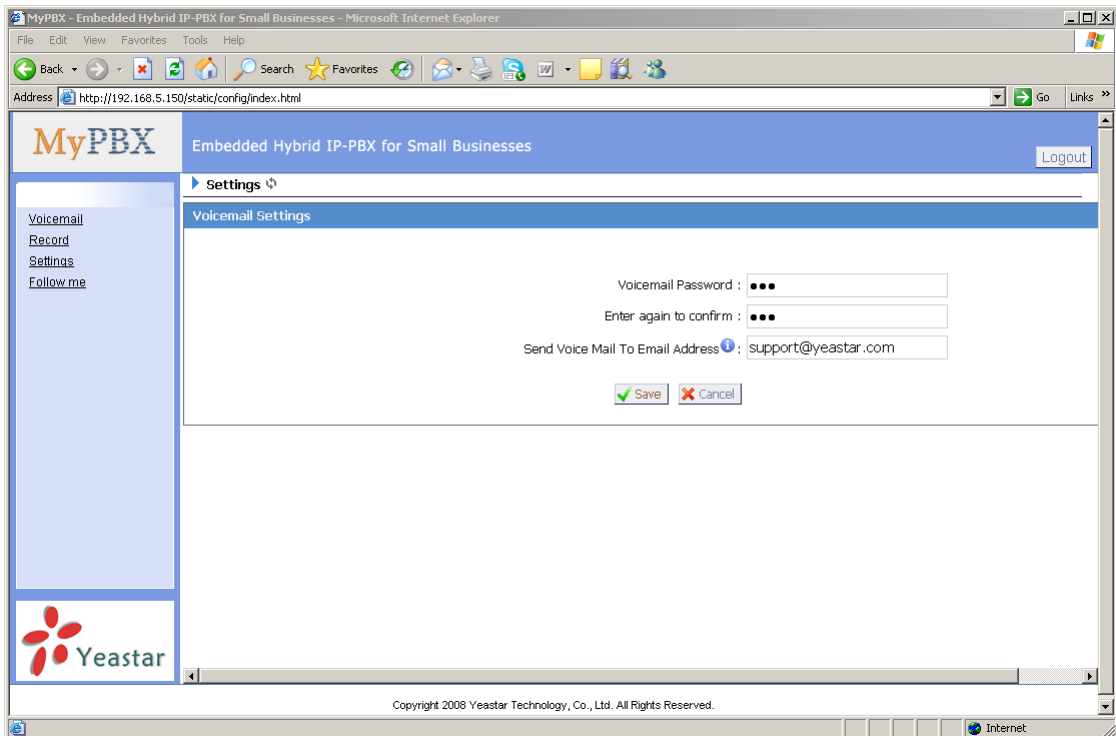 MyPBX - Embedded Hybrid IP-PBX for Small Businesses - Microsoft Internet Explorer
File Edit View Favorites Tools Help
Back Search Favorites
Address http://192.168.5.150/static/config/index.html Go Links »
MyPBX
Embedded Hybrid IP-PBX for Small Businesses
Logout
Settings
Voicemail
Record
Settings
Follow me
Voicemail Settings
Voicemail Password : •••
Enter again to confirm : •••
Send Voice Mail To Email Address i : support@yeastar.com
Save Cancel
Yeastar
Copyright 2008 Yeastar Technology, Co., Ltd. All Rights Reserved.
Internet